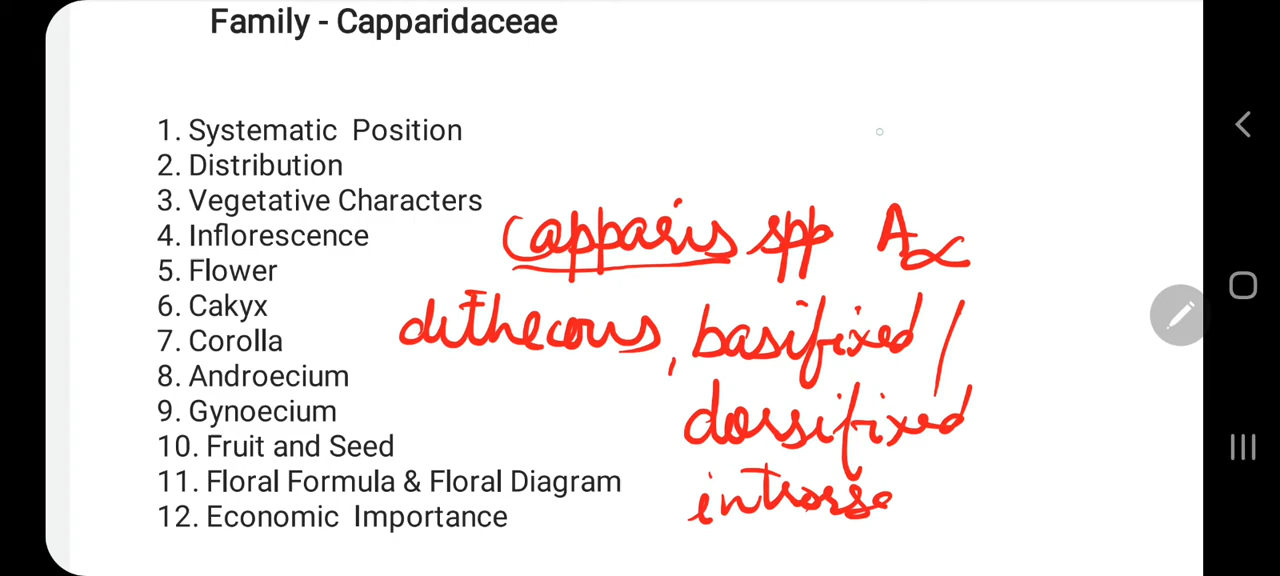 Family - Capparidaceae
1. Systematic Position
2. Distribution
3. Vegetative Characters
4. Inflorescence
5. Flower
6. Cakyx
7. Corolla
8. Androecium
9. Gynoecium
10. Fruit and Seed
11. Floral Formula & Floral Diagram
12. Economic Importance
Capparis spp A∝
dithecous, basifixed /
dorsifixed
introrse